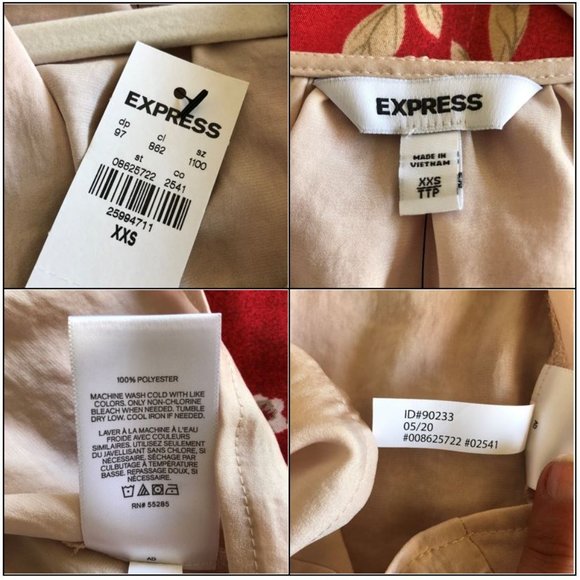 EXPRESS
dp cl sz
97 862 1100
st co
08625722 2541
25994711
XXS
EXPRESS
MADE IN
VIETNAM
XXS
TTP
100% POLYESTER
MACHINE WASH COLD WITH LIKE
COLORS. ONLY NON-CHLORINE
BLEACH WHEN NEEDED. TUMBLE
DRY LOW. COOL IRON IF NEEDED.
LAVER À LA MACHINE À L'EAU
FROIDE AVEC COULEURS
SIMILAIRES. UTILISEZ SEULEMENT
DU JAVELLISANT SANS CHLORE, SI
NÉCESSAIRE. SÉCHAGE PAR
CULBUTAGE À TEMPÉRATURE
BASSE. REPASSAGE DOUX, SI
NÉCESSAIRE.
RN# 55285
ID#90233
05/20
#008625722 #02541